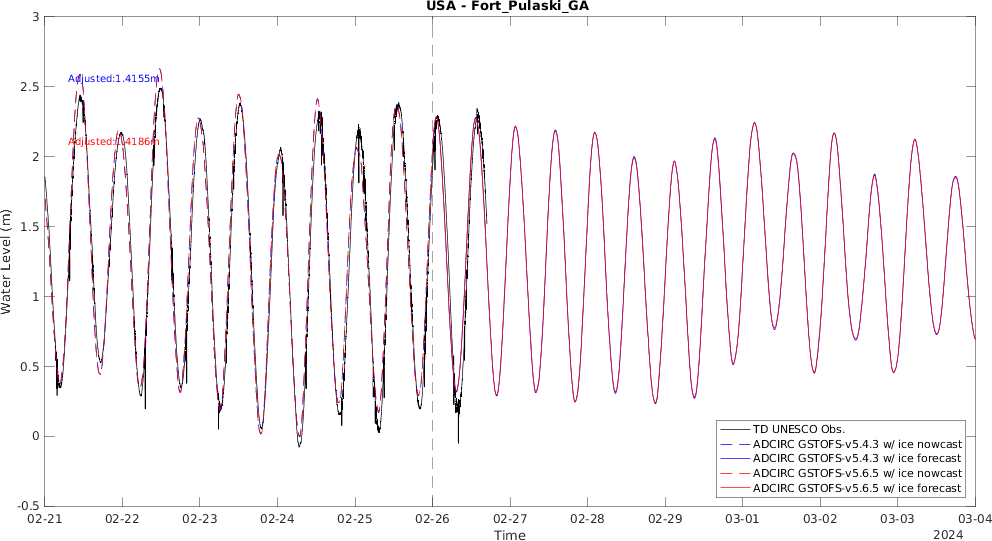 USA - Fort_Pulaski_GA
3
2.5
2
1.5
1
0.5
0
-0.5
Water Level (m)
Adjusted:1.4155m
Adjusted:1.4186m
TD UNESCO Obs.
ADCIRC GSTOFS-v5.4.3 w/ ice nowcast
ADCIRC GSTOFS-v5.4.3 w/ ice forecast
ADCIRC GSTOFS-v5.6.5 w/ ice nowcast
ADCIRC GSTOFS-v5.6.5 w/ ice forecast
02-21 02-22 02-23 02-24 02-25 02-26 02-27 02-28 02-29 03-01 03-02 03-03 03-04
Time
2024